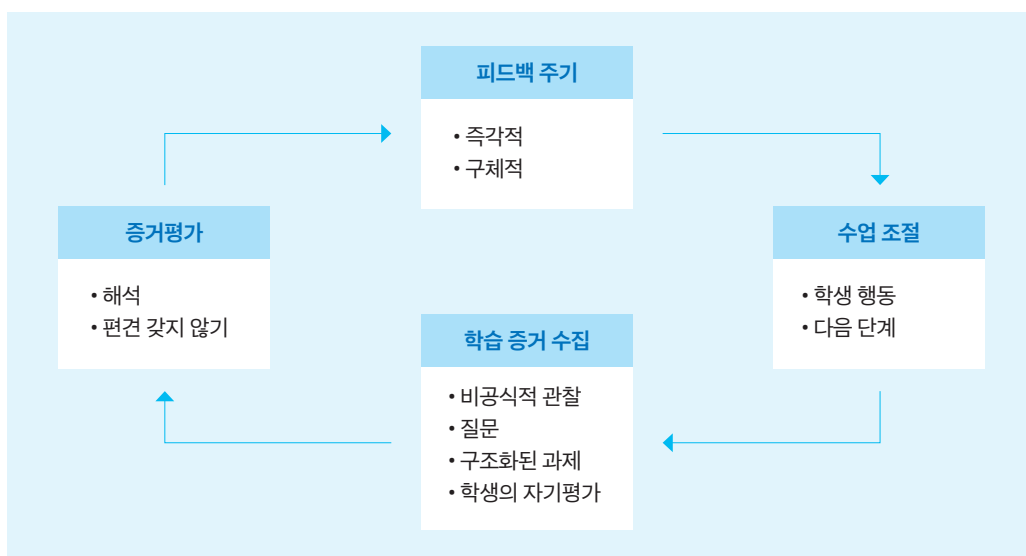 피드백 주기
• 즉각적
• 구체적
증거평가
• 해석
• 편견 갖지 않기
수업 조절
• 학생 행동
• 다음 단계
학습 증거 수집
• 비공식적 관찰
• 질문
• 구조화된 과제
• 학생의 자기평가